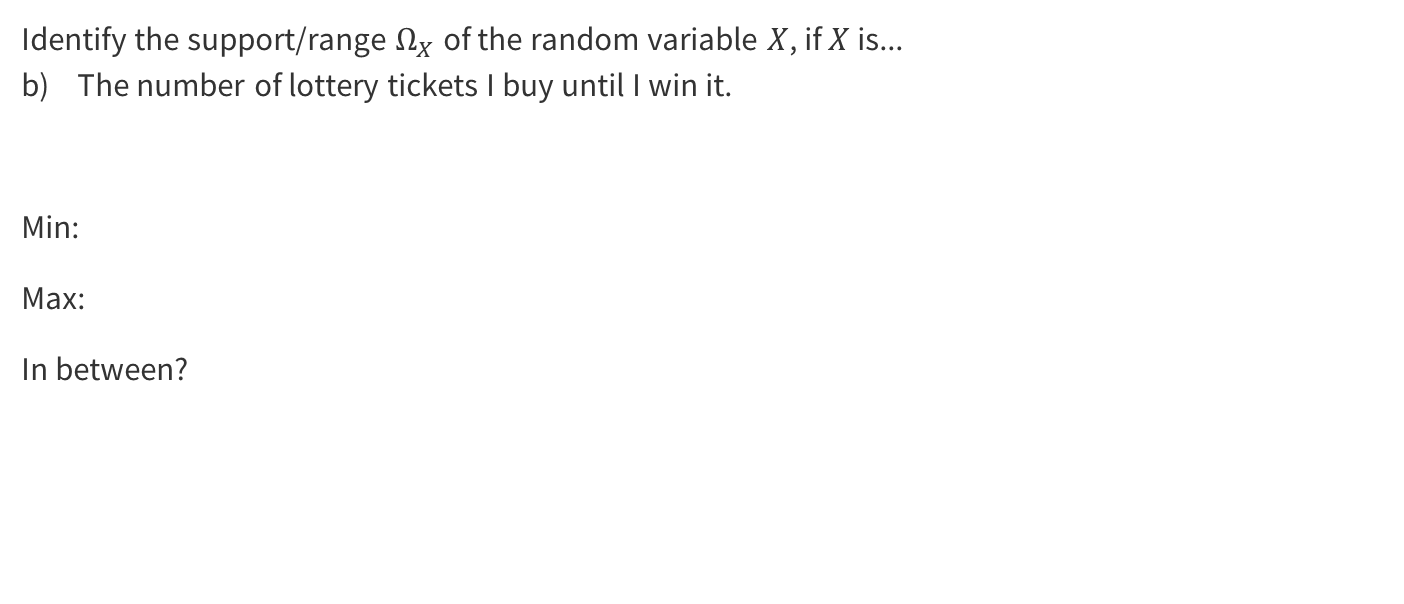 Identify the support/range Ω_X of the random variable X, if X is...
b) The number of lottery tickets I buy until I win it.
Min:
Max:
In between?